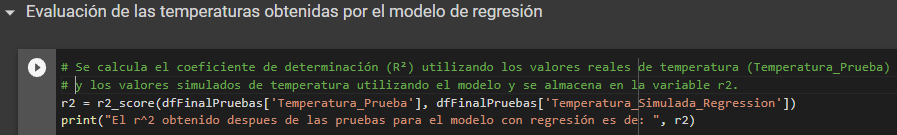 Evaluación de las temperaturas obtenidas por el modelo de regresión
# Se calcula el coeficiente de determinación (R²) utilizando los valores reales de temperatura (Temperatura_Prueba)
# y los valores simulados de temperatura utilizando el modelo y se almacena en la variable r2.
r2 = r2_score(dfFinalPruebas['Temperatura_Prueba'], dfFinalPruebas['Temperatura_Simulada_Regression'])
print("El r^2 obtenido despues de las pruebas para el modelo con regresión es de: ", r2)